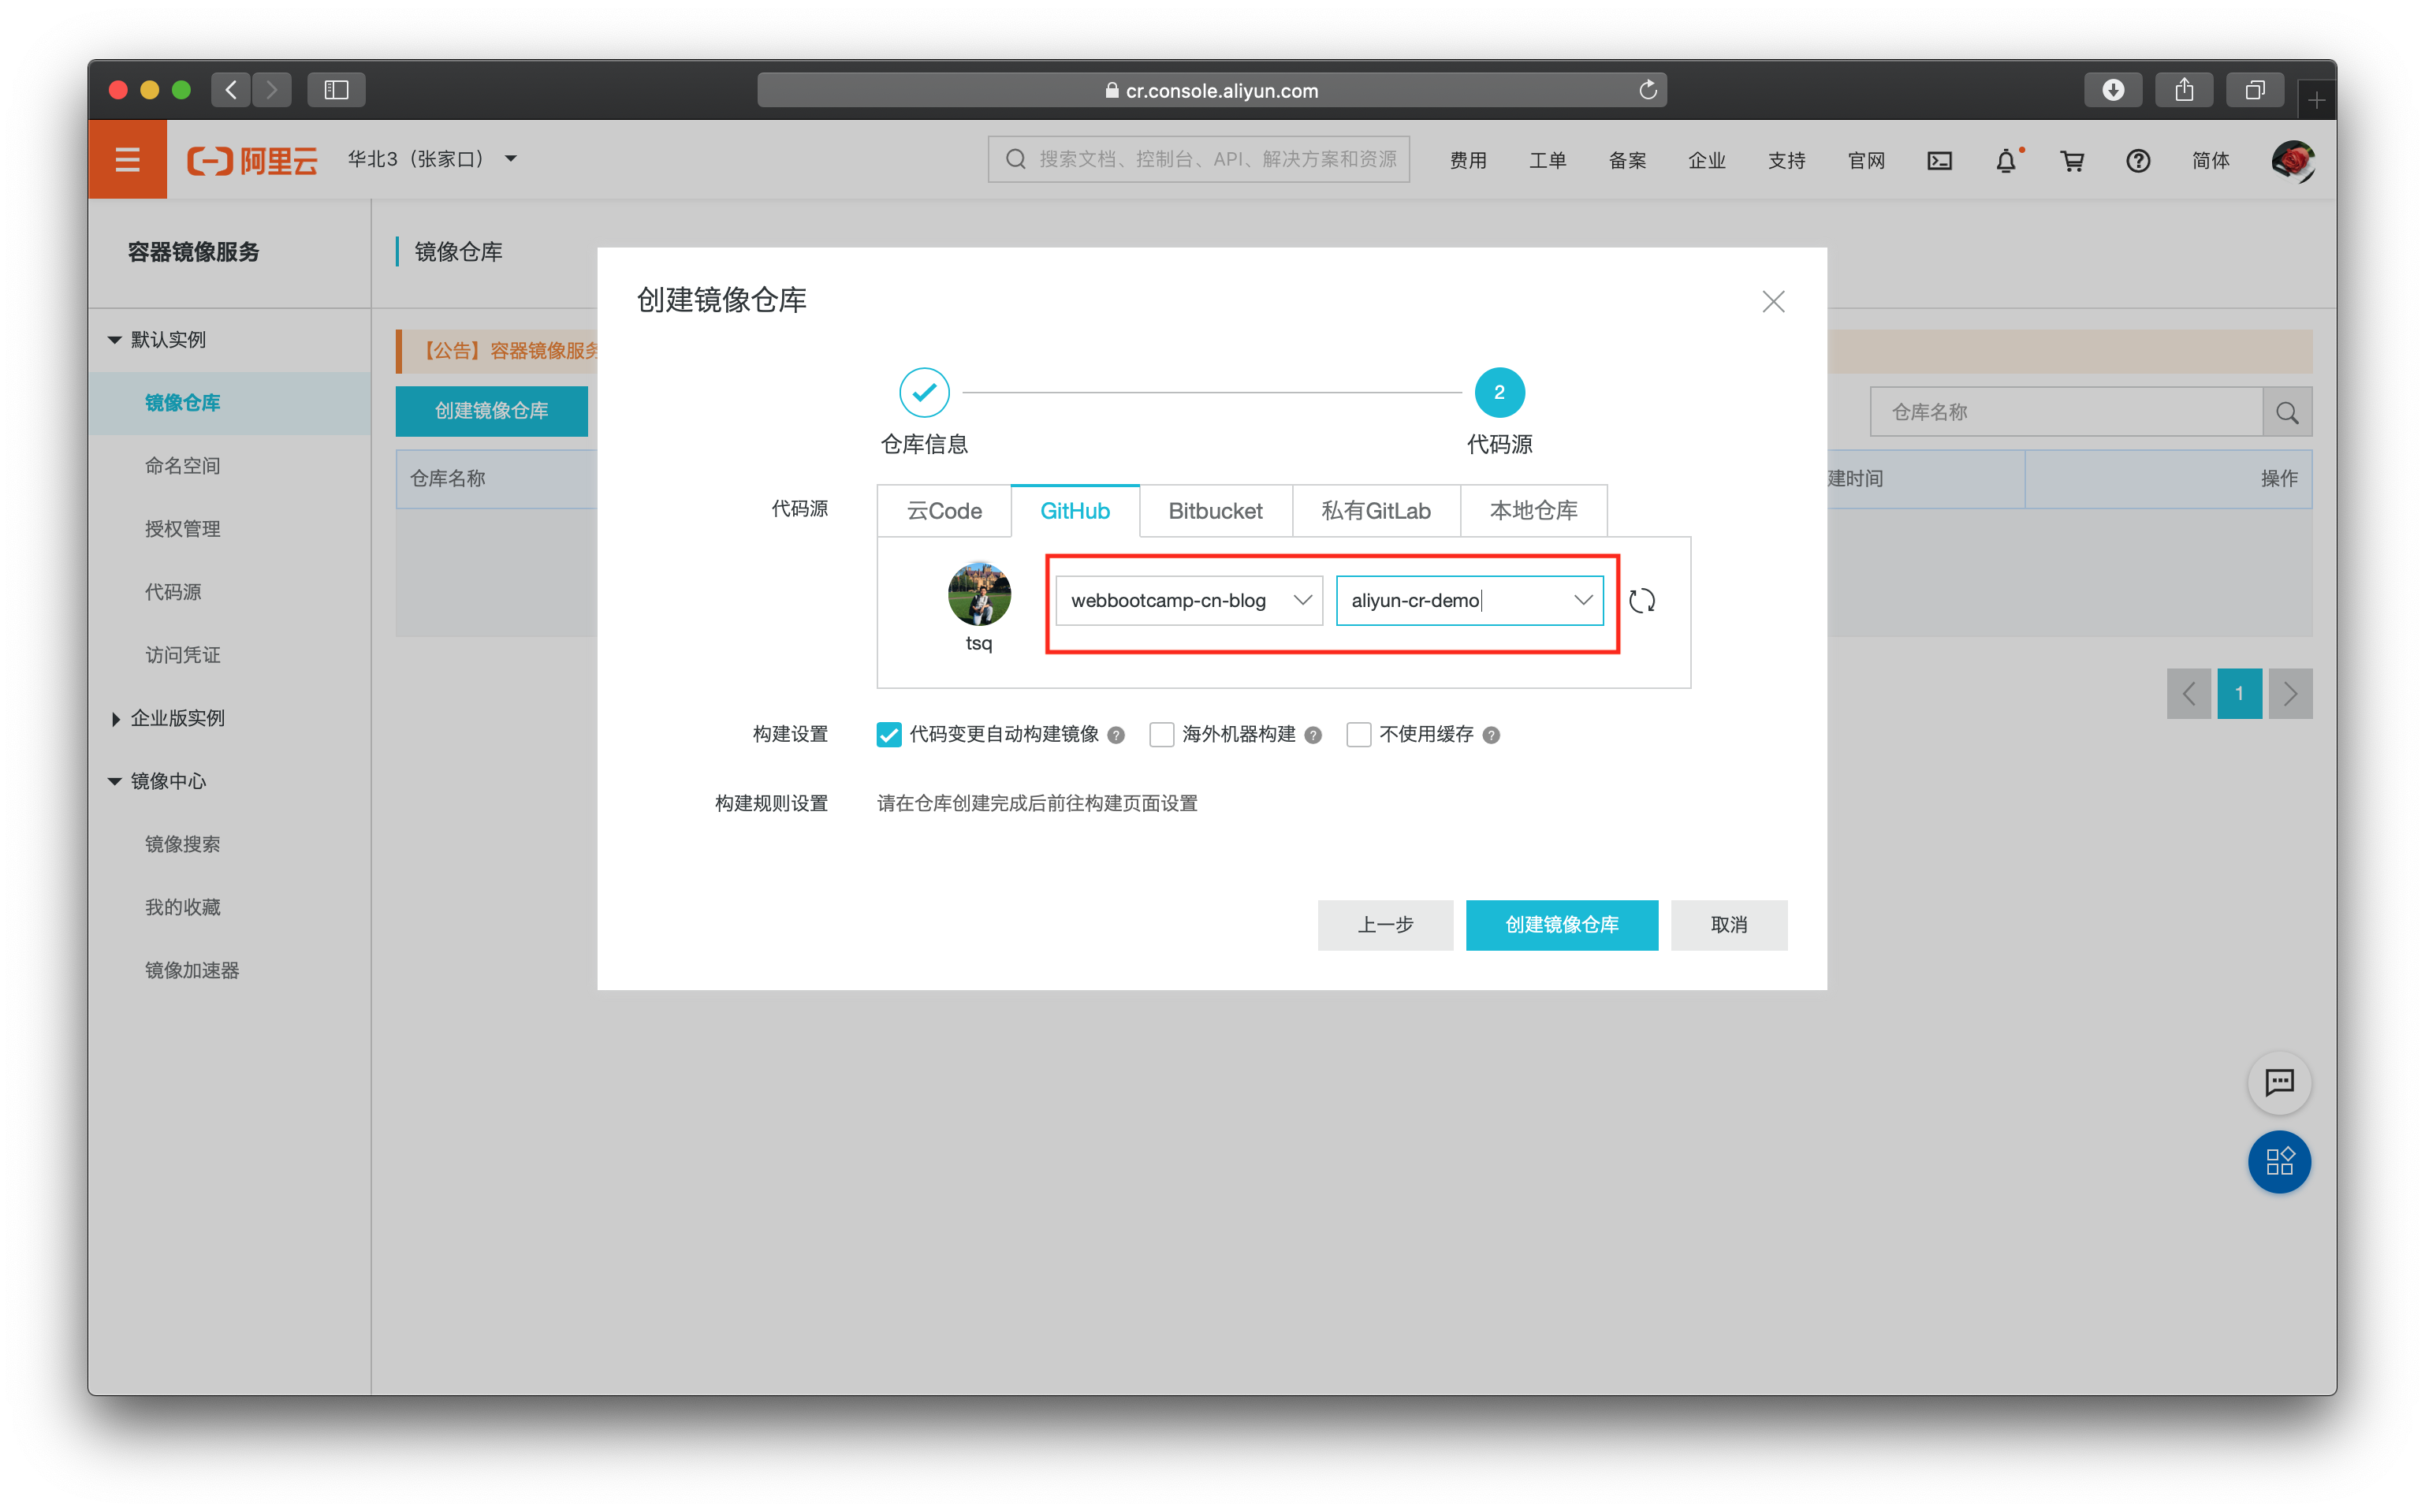 cr.console.aliyun.com
阿里云
华北3（张家口）
搜索文档、控制台、API、解决方案和资源
费用
工单
备案
企业
支持
官网
简体
容器镜像服务
默认实例
镜像仓库
命名空间
授权管理
代码源
访问凭证
企业版实例
镜像中心
镜像搜索
我的收藏
镜像加速器
镜像仓库
【公告】容器镜像服务
创建镜像仓库
仓库名称
仓库名称
建时间
操作
1
创建镜像仓库
2
仓库信息
代码源
代码源
云Code
GitHub
Bitbucket
私有GitLab
本地仓库
tsq
webbootcamp-cn-blog
aliyun-cr-demo
构建设置
代码变更自动构建镜像 ?
海外机器构建 ?
不使用缓存 ?
构建规则设置
请在仓库创建完成后前往构建页面设置
上一步
创建镜像仓库
取消